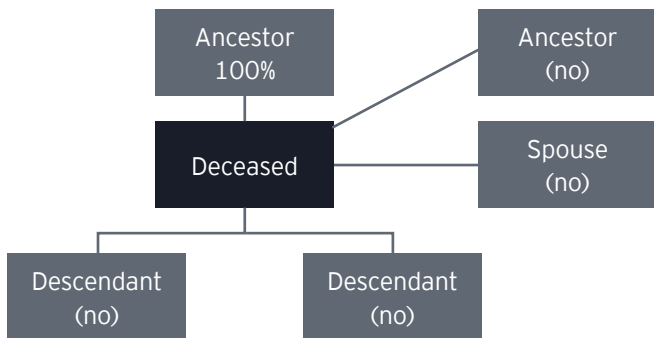 Ancestor
100%
Ancestor
(no)
Deceased
Spouse
(no)
Descendant
(no)
Descendant
(no)